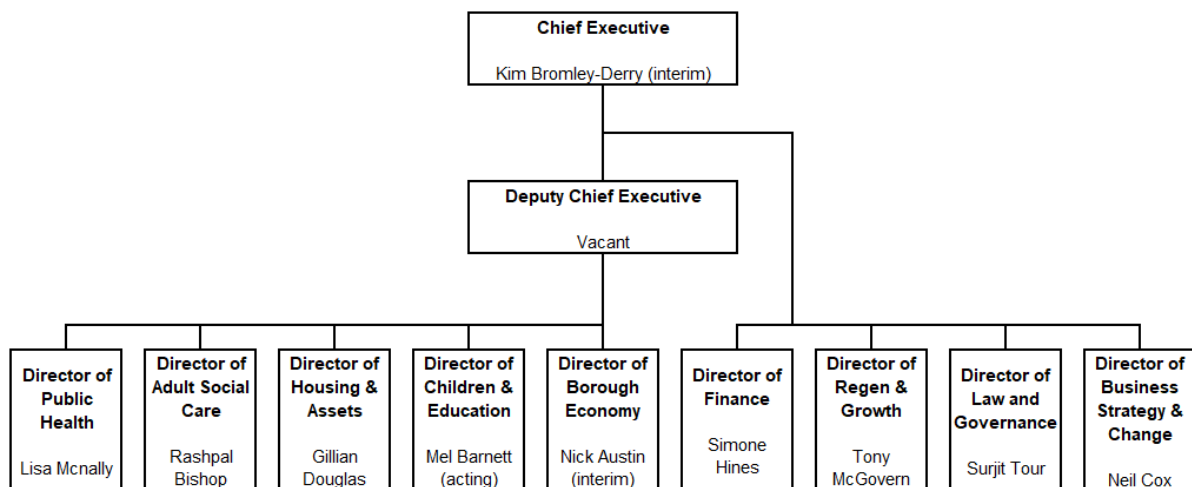 Chief Executive
Kim Bromley-Derry (interim)
Deputy Chief Executive
Vacant
Director of
Public
Health
Lisa Mcnally
Director of
Adult Social
Care
Rashpal
Bishop
Director of
Housing &
Assets
Gillian
Douglas
Director of
Children &
Education
Mel Barnett
(acting)
Director of
Borough
Economy
Nick Austin
(interim)
Director of
Finance
Simone
Hines
Director of
Regen &
Growth
Tony
McGovern
Director of
Law and
Governance
Surjit Tour
Director of
Business
Strategy &
Change
Neil Cox